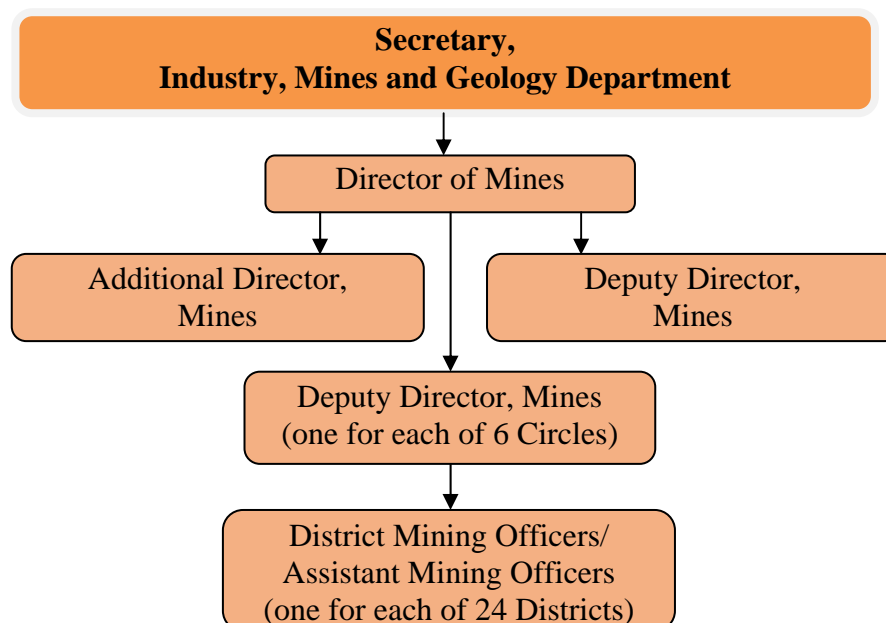 Secretary,
Industry, Mines and Geology Department
Director of Mines
Additional Director,
Mines
Deputy Director,
Mines
Deputy Director, Mines
(one for each of 6 Circles)
District Mining Officers/
Assistant Mining Officers
(one for each of 24 Districts)